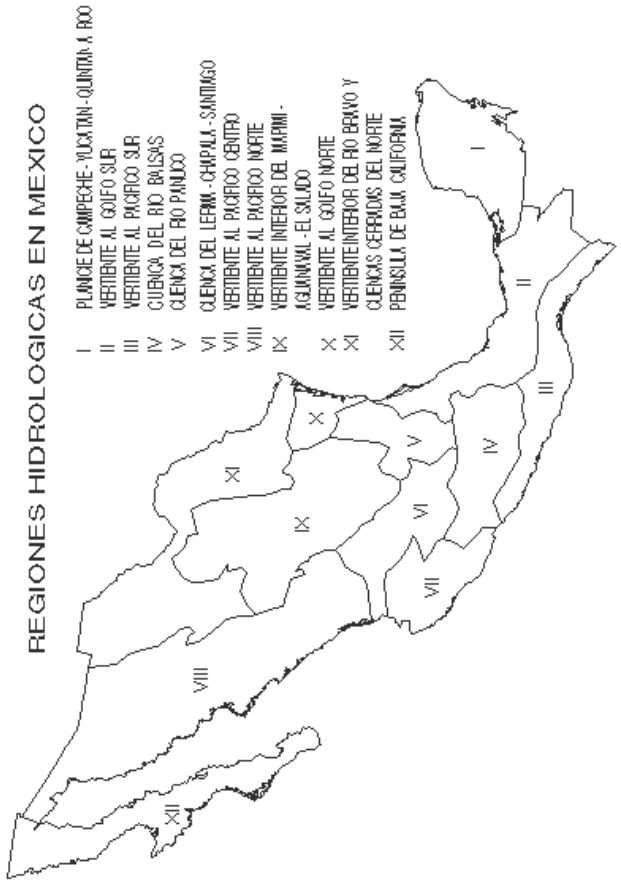 REGIONES HIDROLOGICAS EN MEXICO
I PLANCIE DE CAMPECHE-YUCATAN-QUINTAN A ROO
II VERTIENTE AL GOLFO SUR
III VERTIENTE AL PACIFICO SUR
IV CUENCA DEL RIO BALSAS
V CUENCA DEL RIO PANUCO
VI CUENCA DEL LERMA-CHAPALA-SANTIAGO
VII VERTIENTE AL PACIFICO CENTRO
VIII VERTIENTE AL PACIFICO NORTE
IX VERTIENTE INTERIOR DEL MAPIMI-
AGUANAVAL-EL SALADO
X VERTIENTE AL GOLFO NORTE
XI VERTIENTE INTERIOR DEL RIO BRAVO Y
CUENCAS CERRADAS DEL NORTE
XII PENINSULA DE BAJA CALIFORNIA
XII
VIII
XI
IX
X
VII
VI
V
IV
III
II
I